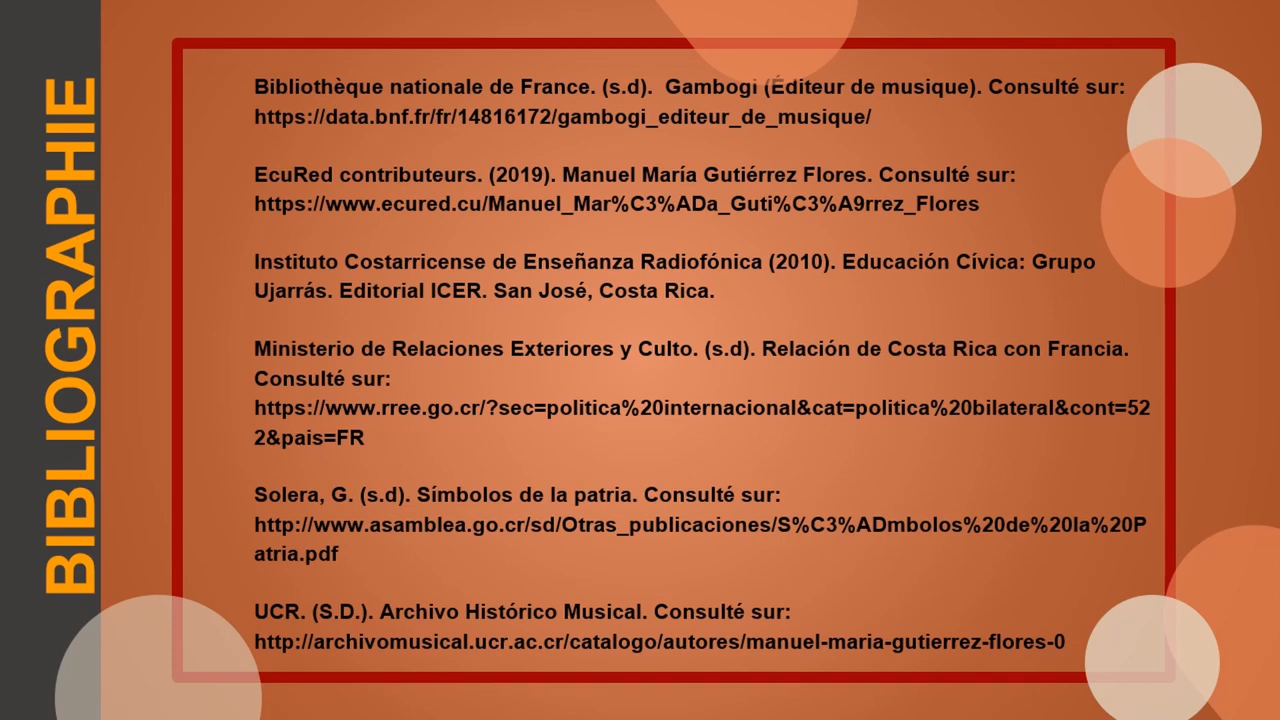 BIBLIOGRAPHIE
Bibliothèque nationale de France. (s.d).  Gambogi (Éditeur de musique). Consulté sur:
https://data.bnf.fr/fr/14816172/gambogi_editeur_de_musique/
EcuRed contributeurs. (2019). Manuel María Gutiérrez Flores. Consulté sur:
https://www.ecured.cu/Manuel_Mar%C3%ADa_Guti%C3%A9rrez_Flores
Instituto Costarricense de Enseñanza Radiofónica (2010). Educación Cívica: Grupo
Ujarrás. Editorial ICER. San José, Costa Rica.
Ministerio de Relaciones Exteriores y Culto. (s.d). Relación de Costa Rica con Francia.
Consulté sur:
https://www.rree.go.cr/?sec=politica%20internacional&cat=politica%20bilateral&cont=52
2&pais=FR
Solera, G. (s.d). Símbolos de la patria. Consulté sur:
http://www.asamblea.go.cr/sd/Otras_publicaciones/S%C3%ADmbolos%20de%20la%20P
atria.pdf
UCR. (S.D.). Archivo Histórico Musical. Consulté sur:
http://archivomusical.ucr.ac.cr/catalogo/autores/manuel-maria-gutierrez-flores-0